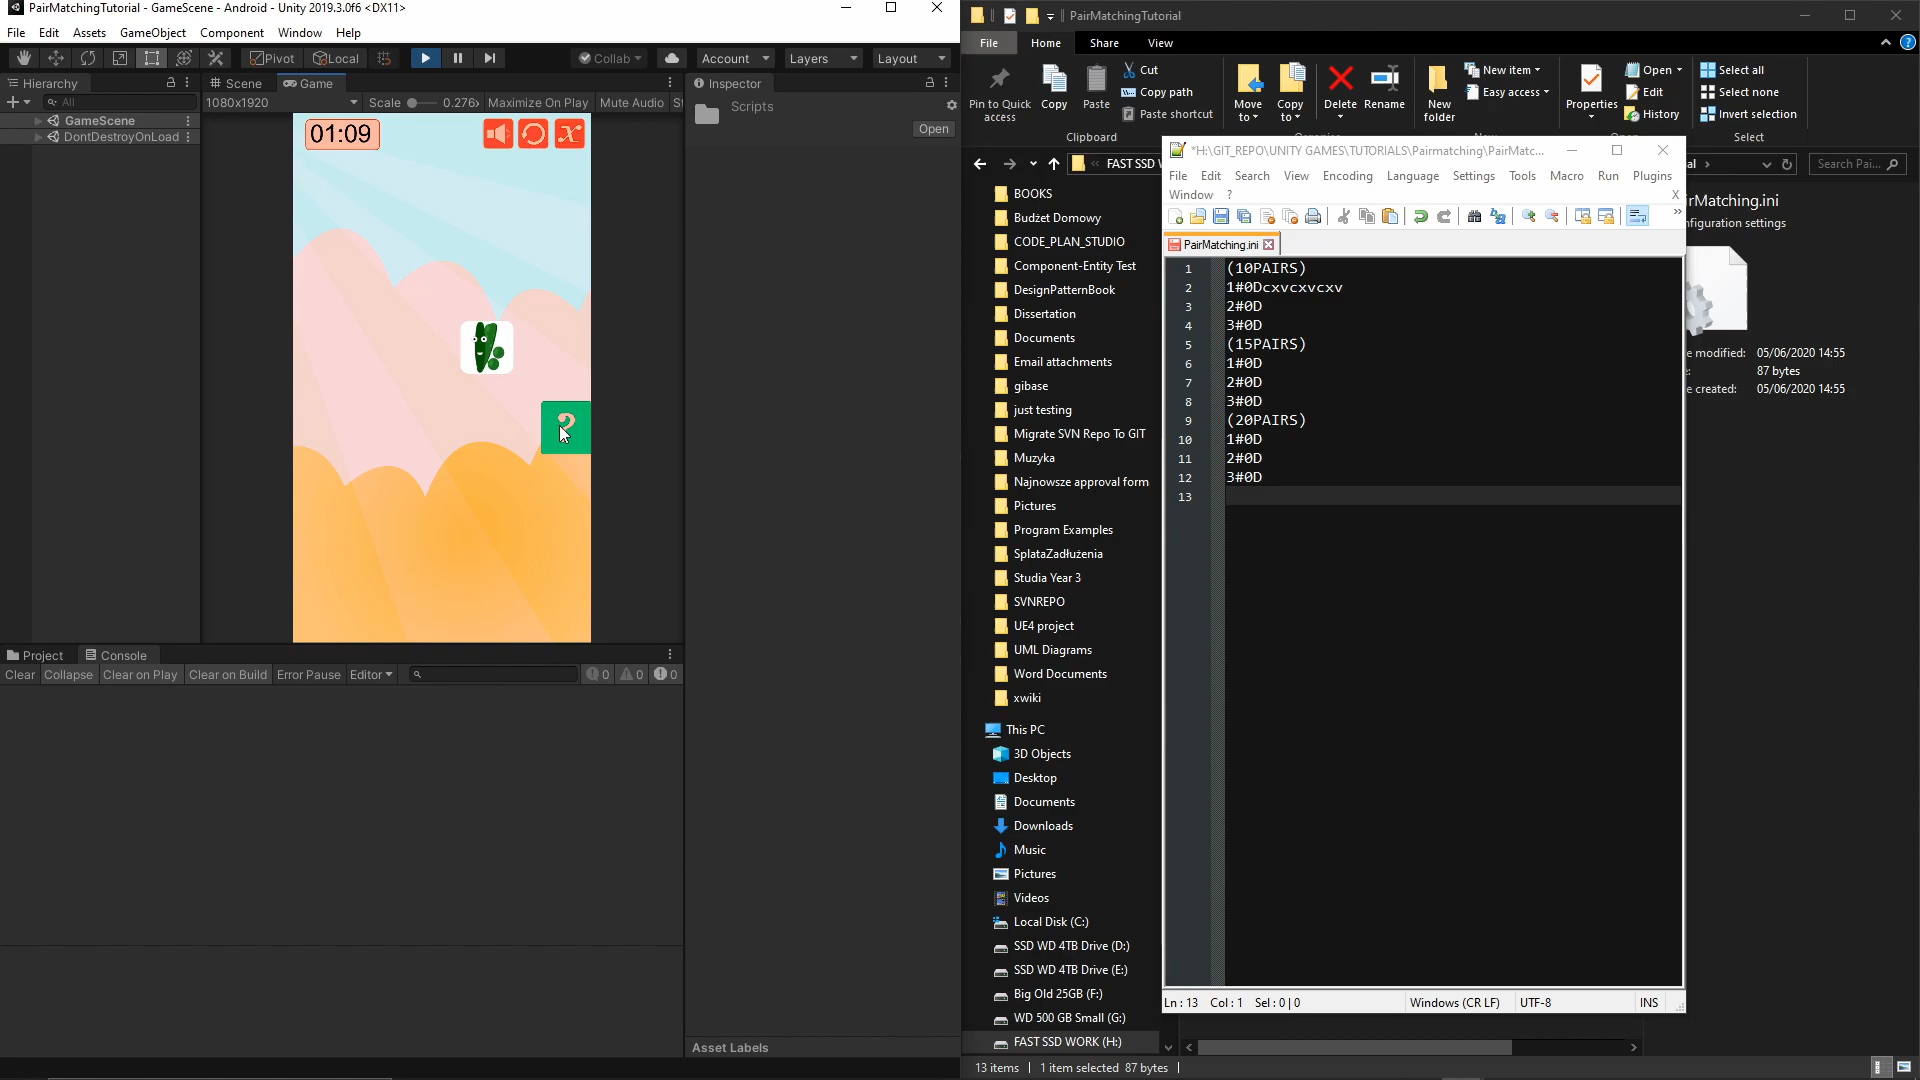 PairMatchingTutorial - GameScene - Android - Unity 2019.3.0f6 <DX11>
File Edit Assets GameObject Component Window Help
Pivot Local Collab Account Layers Layout
Hierarchy
All
GameScene
DontDestroyOnLoad
Scene Game
1080x1920 Scale 0.276x Maximize On Play Mute Audio St
01:09
?
Inspector
Scripts
Open
Project Console
Clear Collapse Clear on Play Clear on Build Error Pause Editor 0 0 0
Asset Labels
PairMatchingTutorial
File Home Share View
Pin to Quick access
Copy
Paste
Cut
Copy path
Paste shortcut
Clipboard
Move to
Copy to
Delete
Rename
New folder
New item
Easy access
Properties
Open
Edit
History
Select all
Select none
Invert selection
Select
« FAST SSD W
al
Search Pai...
BOOKS
Budżet Domowy
CODE_PLAN_STUDIO
Component-Entity Test
DesignPatternBook
Dissertation
Documents
Email attachments
gibase
just testing
Migrate SVN Repo To GIT
Muzyka
Najnowsze approval form
Pictures
Program Examples
SplataZadłużenia
Studia Year 3
SVNREPO
UE4 project
UML Diagrams
Word Documents
xwiki
This PC
3D Objects
Desktop
Documents
Downloads
Music
Pictures
Videos
Local Disk (C:)
SSD WD 4TB Drive (D:)
SSD WD 4TB Drive (E:)
Big Old 25GB (F:)
WD 500 GB Small (G:)
FAST SSD WORK (H:)
13 items 1 item selected 87 bytes
*H:\GIT_REPO\UNITY GAMES\TUTORIALS\Pairmatching\PairMatc...
File Edit Search View Encoding Language Settings Tools Macro Run Plugins
Window ? X
PairMatching.ini
1 (10PAIRS)
2 1#0Dcxvcxvcxv
3 2#0D
4 3#0D
5 (15PAIRS)
6 1#0D
7 2#0D
8 3#0D
9 (20PAIRS)
10 1#0D
11 2#0D
12 3#0D
13
Ln : 13 Col : 1 Sel : 0 | 0 Windows (CR LF) UTF-8 INS
irMatching.ini
nfiguration settings
e modified: 05/06/2020 14:55
e: 87 bytes
e created: 05/06/2020 14:55